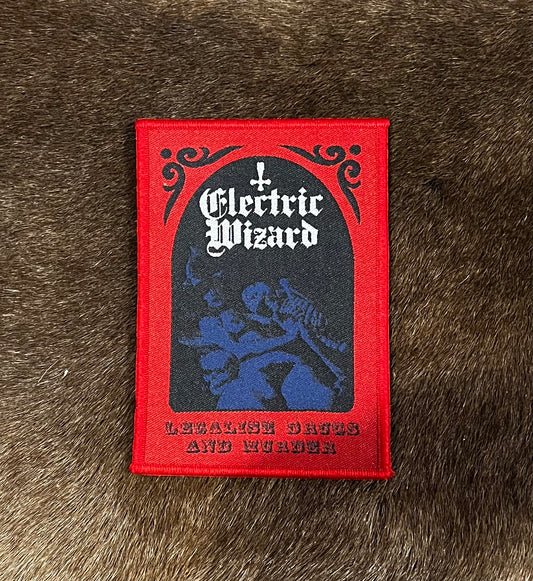 Electric
Wizard
LEGALISE DRUGS
AND MURDER